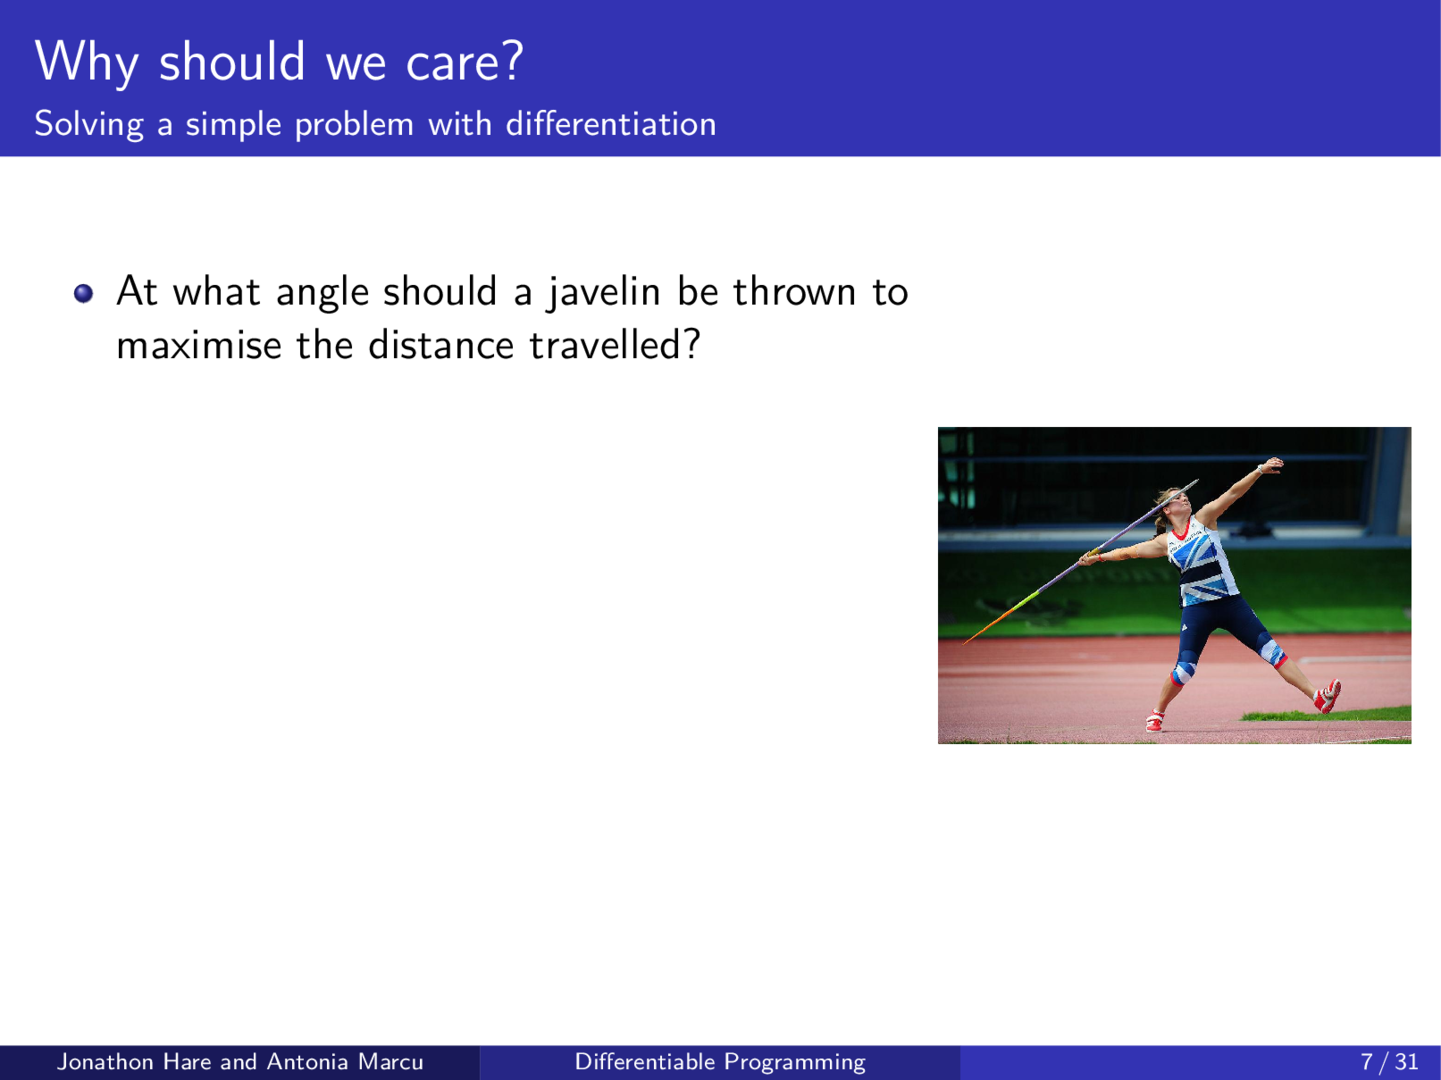 Why should we care?
Solving a simple problem with differentiation
At what angle should a javelin be thrown to
maximise the distance travelled?
Jonathon Hare and Antonia Marcu
Differentiable Programming
7 / 31